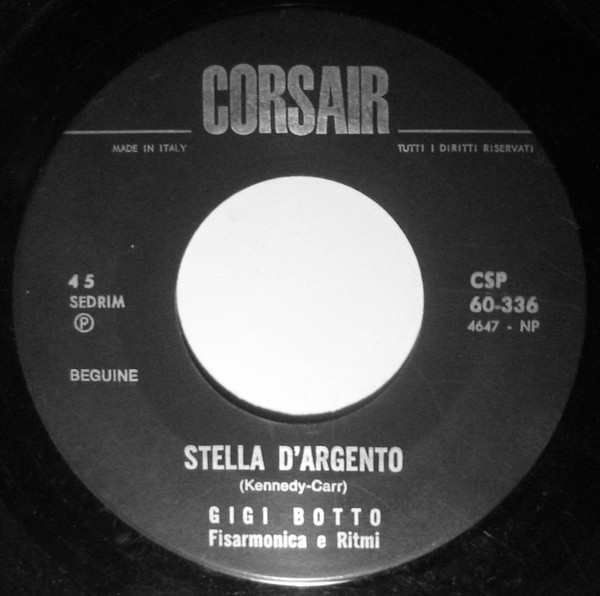 CORSAIR
MADE IN ITALY
TUTTI I DIRITTI RISERVATI
45
SEDRIM
Ⓟ
BEGUINE
CSP
60-336
4647 - NP
STELLA D'ARGENTO
(Kennedy-Carr)
GIGI BOTTO
Fisarmonica e Ritmi